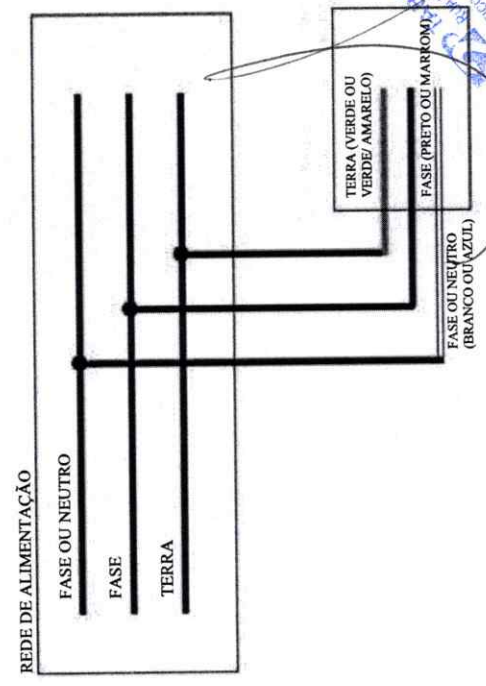 REDE DE ALIMENTAÇÃO
FASE OU NEUTRO
FASE
TERRA
TERRA (VERDE OU
VERDE/ AMARELO)
FASE (PRETO OU MARROM)
FASE OU NEUTRO
(BRANCO OU AZUL)